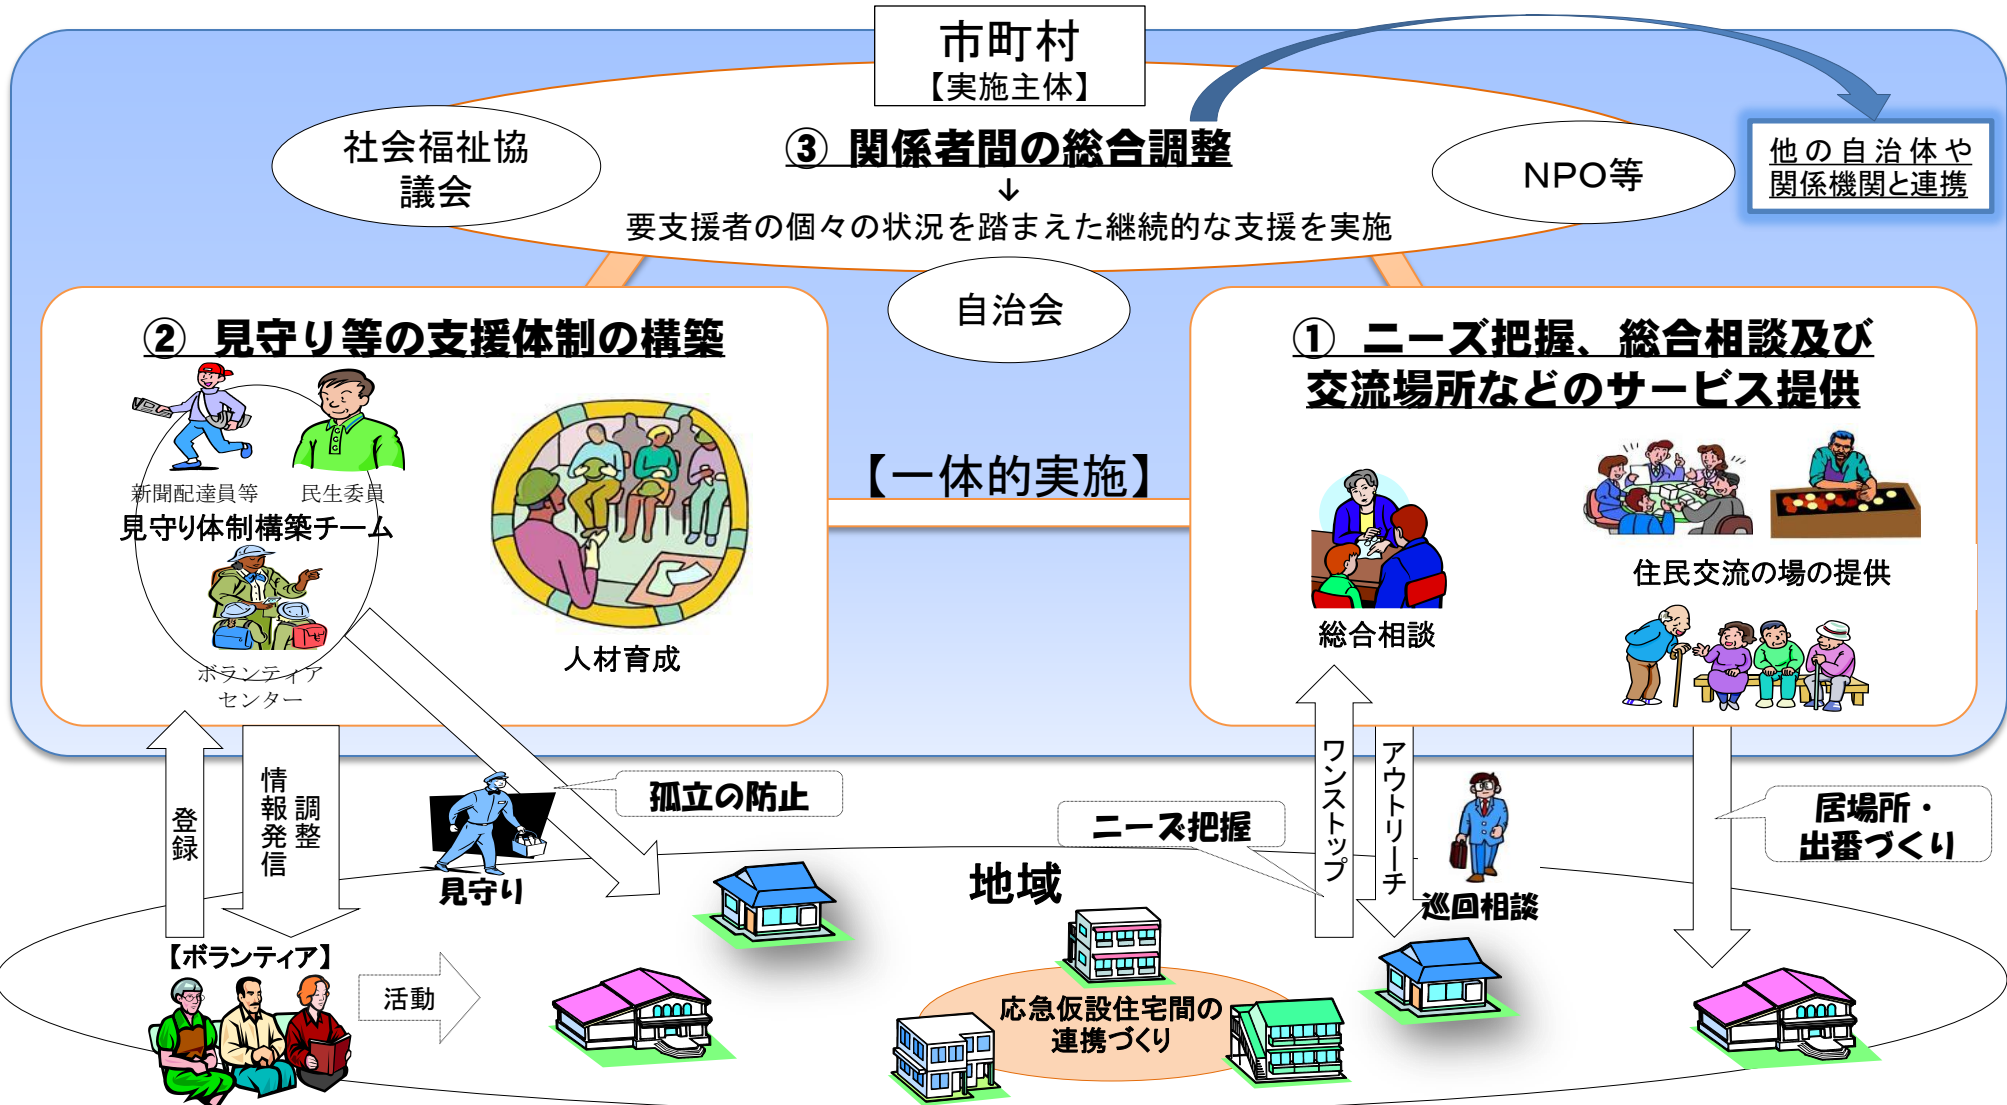 市町村
【実施主体】
社会福祉協
議会
③ 関係者間の総合調整
↓
要支援者の個々の状況を踏まえた継続的な支援を実施
NPO等
他の自治体や
関係機関と連携
自治会
② 見守り等の支援体制の構築
新聞配達員等
民生委員
見守り体制構築チーム
ボランティア
センター
人材育成
【一体的実施】
① ニーズ把握、総合相談及び
交流場所などのサービス提供
総合相談
住民交流の場の提供
登録
情報発信
調整
見守り
孤立の防止
ニーズ把握
ワンストップ
アウトリーチ
巡回相談
居場所・
出番づくり
地域
【ボランティア】
活動
応急仮設住宅間の
連携づくり